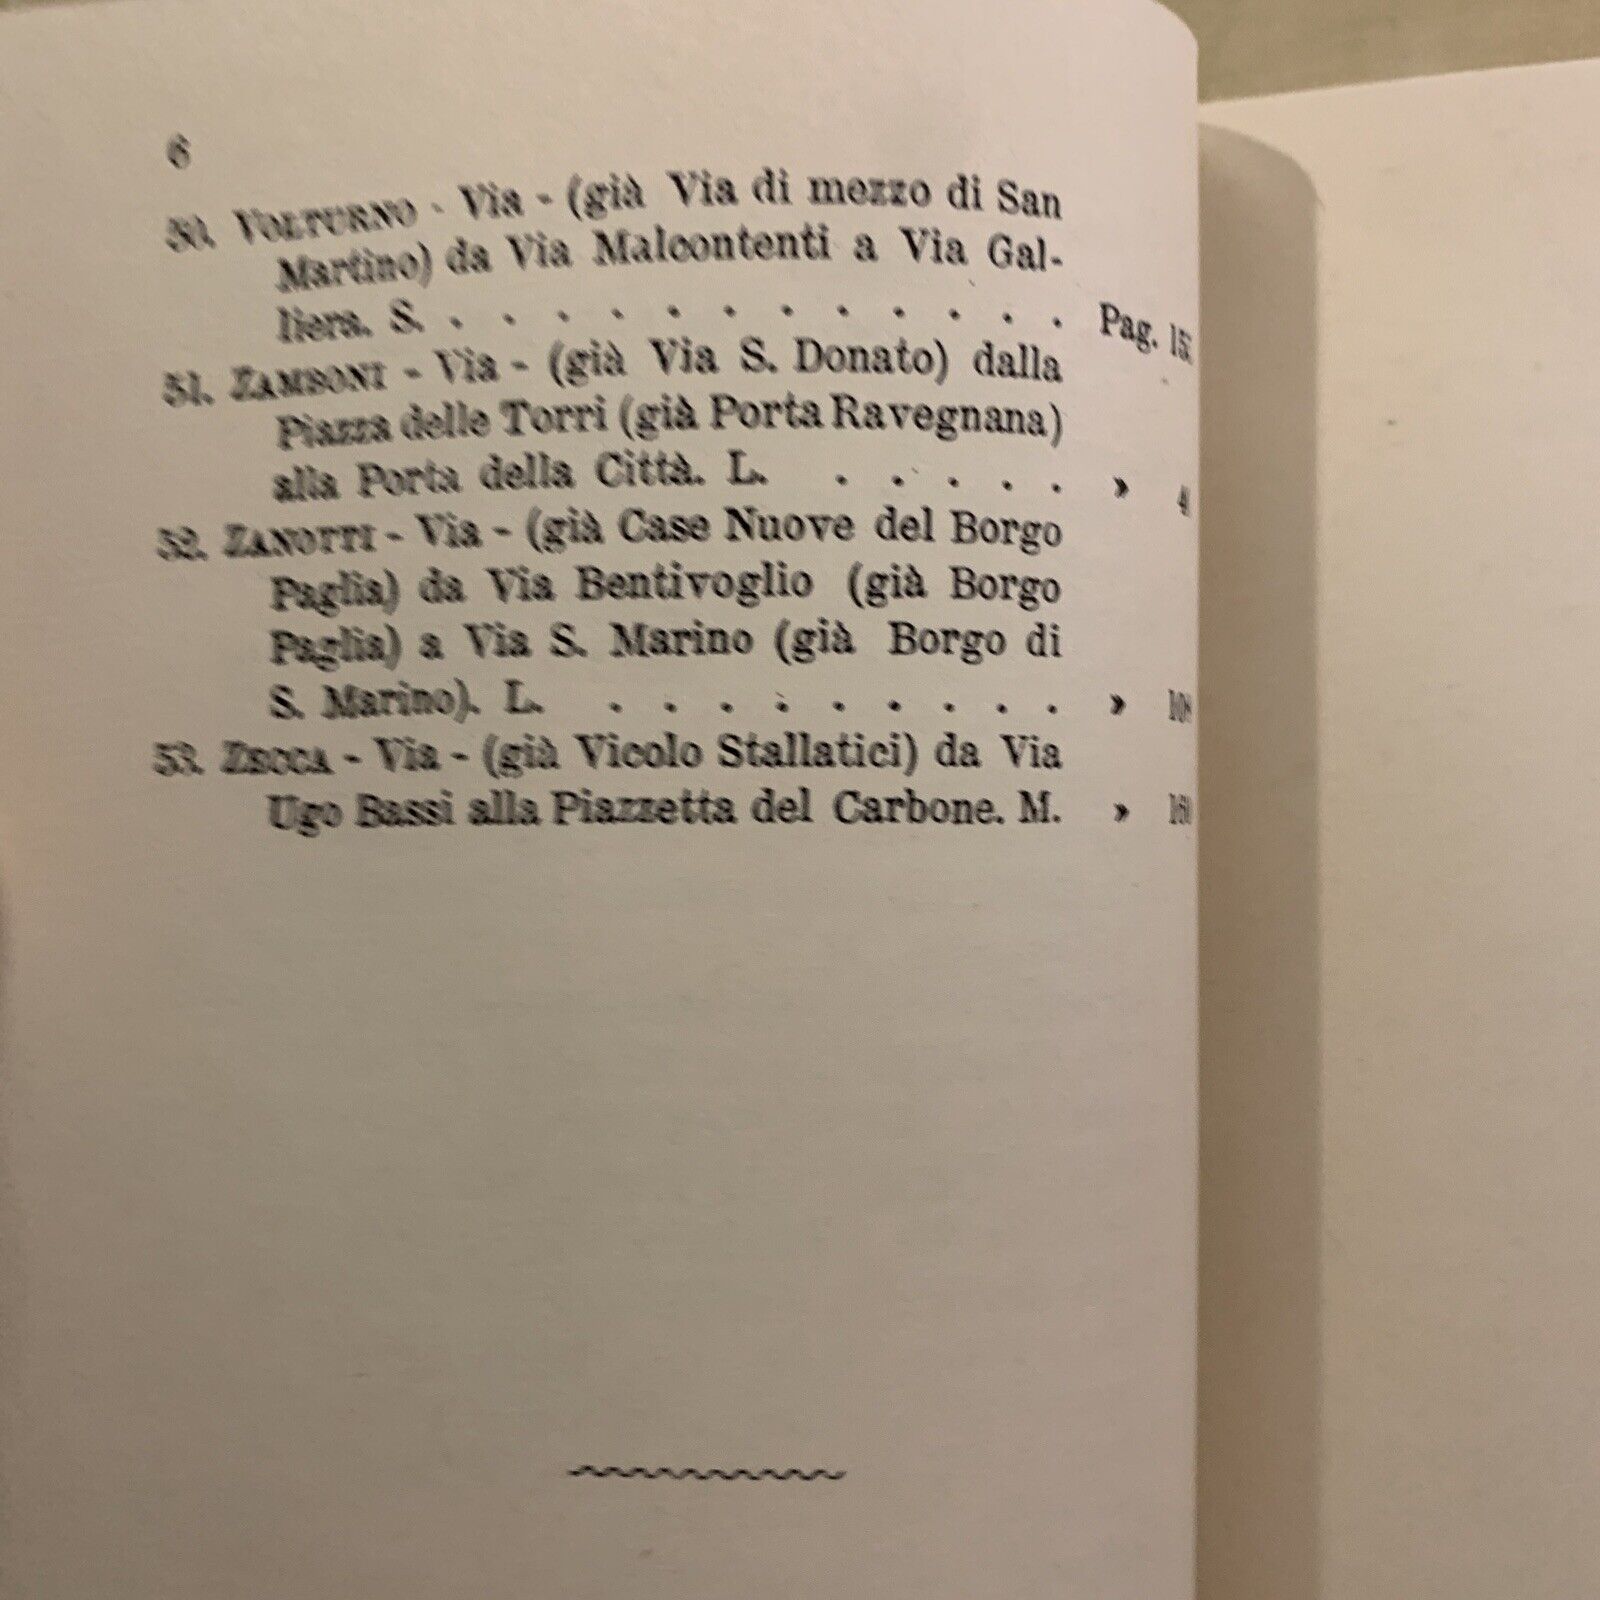 6
50. VOLTURNO - Via - (già Via di mezzo di San
Martino) da Via Malcontenti a Via Gal-
liera. S. . . . . . . . . . . . . Pag.
51. ZAMBONI - Via - (già Via S. Donato) dalla
Piazza delle Torri (già Porta Ravegnana)
alla Porta della Città. L. . . . . . »
52. ZANOTTI - Via - (già Case Nuove del Borgo
Paglia) da Via Bentivoglio (già Borgo
Paglia) a Via S. Marino (già Borgo di
S. Marino). L. . . . . . . . . . » 108
53. ZECCA - Via - (già Vicolo Stallatici) da Via
Ugo Bassi alla Piazzetta del Carbone. M. » 160